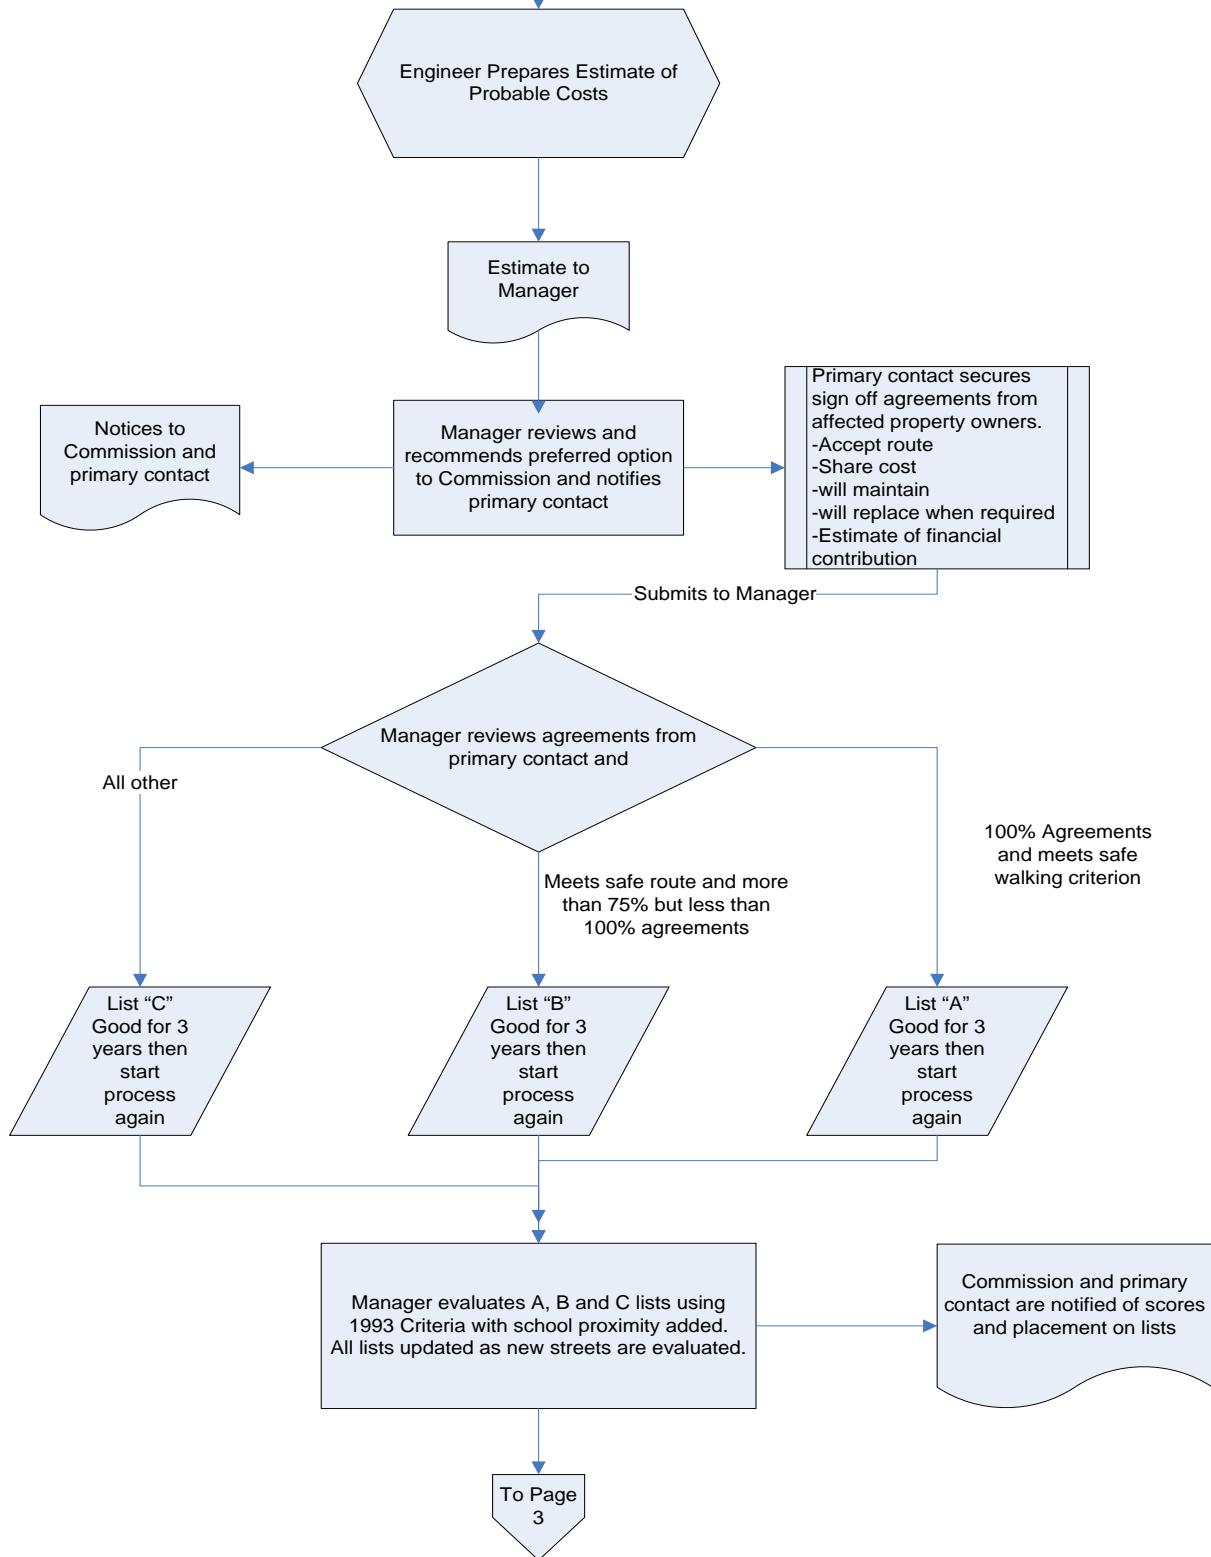 Engineer Prepares Estimate of
Probable Costs
Estimate to
Manager
Notices to
Commission and
primary contact
Manager reviews and
recommends preferred option
to Commission and notifies
primary contact
Primary contact secures
sign off agreements from
affected property owners.
-Accept route
-Share cost
-will maintain
-will replace when required
-Estimate of financial
contribution
Submits to Manager
Manager reviews agreements from
primary contact and
All other
Meets safe route and more
than 75% but less than
100% agreements
100% Agreements
and meets safe
walking criterion
List “C”
Good for 3
years then
start
process
again
List “B”
Good for 3
years then
start
process
again
List “A”
Good for 3
years then
start
process
again
Manager evaluates A, B and C lists using
1993 Criteria with school proximity added.
All lists updated as new streets are evaluated.
Commission and primary
contact are notified of scores
and placement on lists
To Page
3